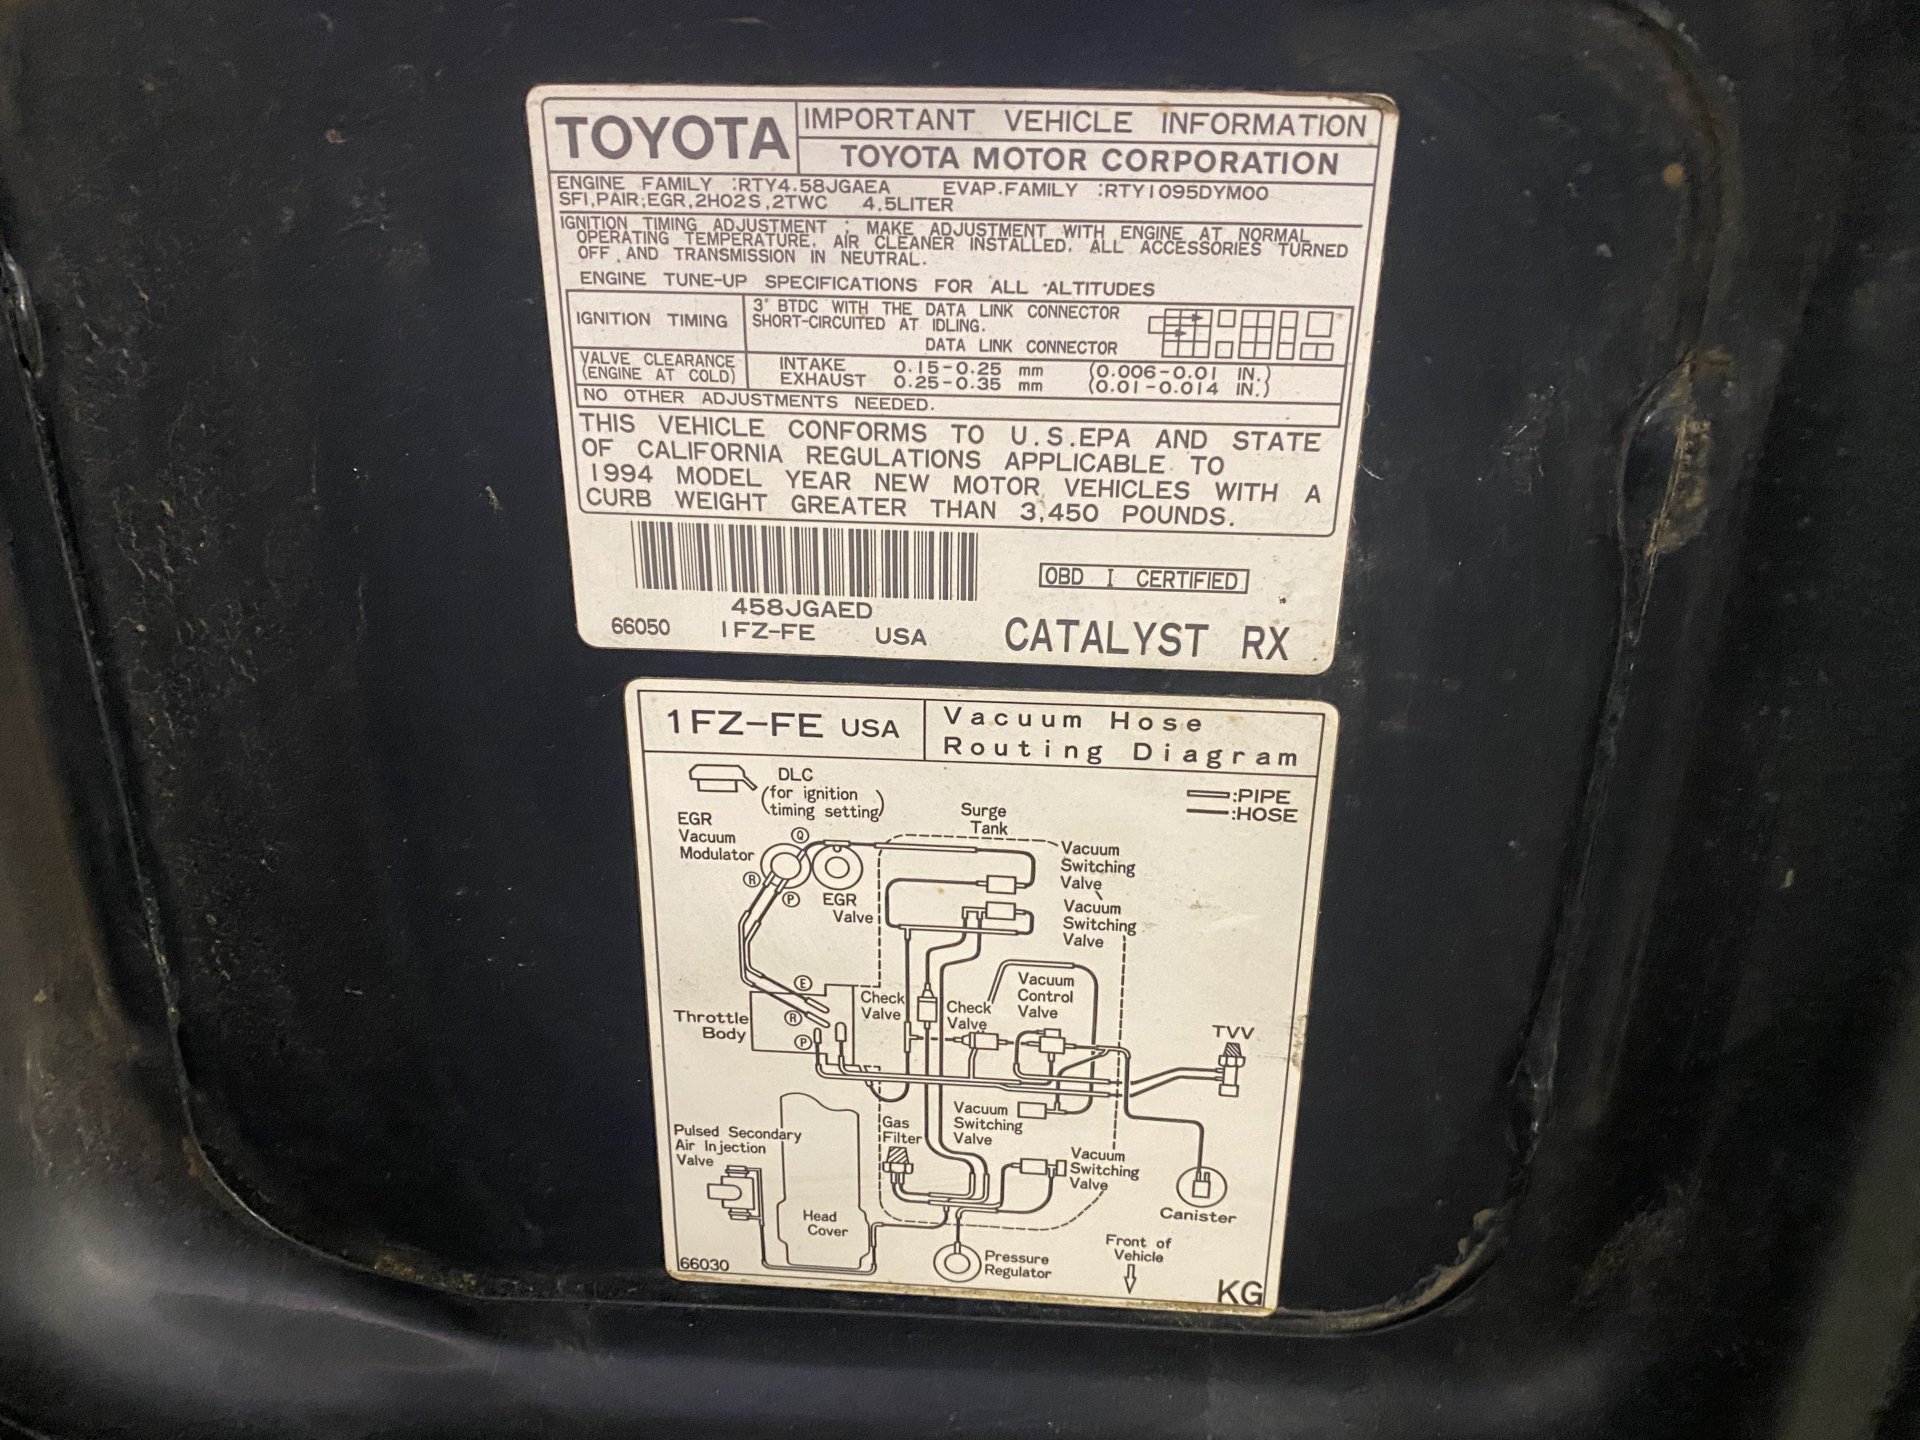 TOYOTA
IMPORTANT VEHICLE INFORMATION
TOYOTA MOTOR CORPORATION
ENGINE FAMILY :RTY4.58JGAEA EVAP.FAMILY :RTY1095DYM00
SFI,PAIR,EGR,2HO2S,2TWC 4.5LITER
IGNITION TIMING ADJUSTMENT : MAKE ADJUSTMENT WITH ENGINE AT NORMAL
OPERATING TEMPERATURE, AIR CLEANER INSTALLED, ALL ACCESSORIES TURNED
OFF, AND TRANSMISSION IN NEUTRAL.
ENGINE TUNE-UP SPECIFICATIONS FOR ALL ALTITUDES
IGNITION TIMING
3° BTDC WITH THE DATA LINK CONNECTOR
SHORT-CIRCUITED AT IDLING.
DATA LINK CONNECTOR
VALVE CLEARANCE
(ENGINE AT COLD)
INTAKE 0.15-0.25 mm (0.006-0.01 IN.)
EXHAUST 0.25-0.35 mm (0.01-0.014 IN.)
NO OTHER ADJUSTMENTS NEEDED.
THIS VEHICLE CONFORMS TO U.S.EPA AND STATE
OF CALIFORNIA REGULATIONS APPLICABLE TO
1994 MODEL YEAR NEW MOTOR VEHICLES WITH A
CURB WEIGHT GREATER THAN 3,450 POUNDS.
458JGAED
OBD I CERTIFIED
66050 1FZ-FE USA CATALYST RX
1FZ-FE USA
Vacuum Hose
Routing Diagram
DLC
(for ignition
timing setting)
:PIPE
:HOSE
EGR
Vacuum
Modulator
Q
R
P
EGR
Valve
Surge
Tank
Vacuum
Switching
Valve
Vacuum
Switching
Valve
E
R
P
Throttle
Body
Check
Valve
Check
Valve
Vacuum
Control
Valve
TVV
Pulsed Secondary
Air Injection
Valve
Gas
Filter
Vacuum
Switching
Valve
Vacuum
Switching
Valve
Canister
Head
Cover
Pressure
Regulator
Front of
Vehicle
66030
KG